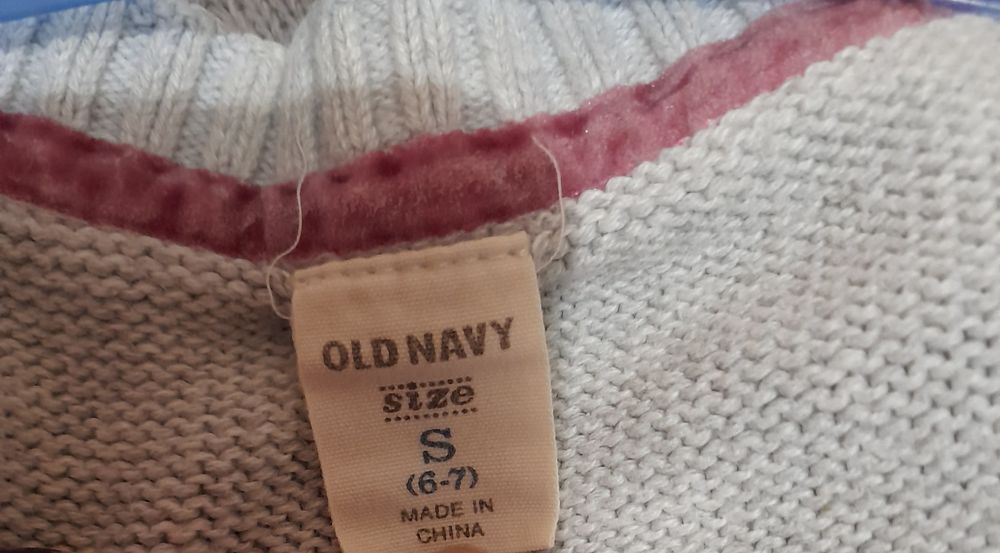 OLD NAVY
size
S
(6-7)
MADE IN
CHINA